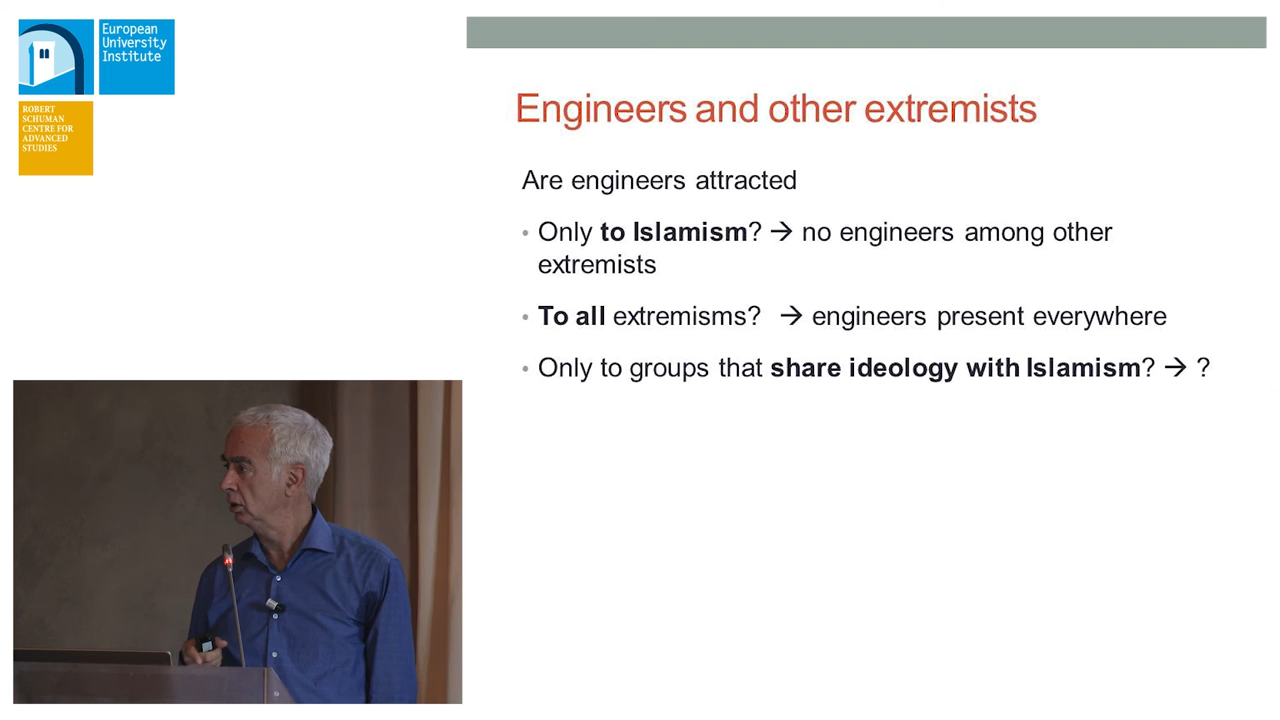 European
University
Institute
ROBERT
SCHUMAN
CENTRE FOR
ADVANCED
STUDIES
Engineers and other extremists
Are engineers attracted
• Only to Islamism? → no engineers among other
extremists
• To all extremisms? → engineers present everywhere
• Only to groups that share ideology with Islamism? → ?